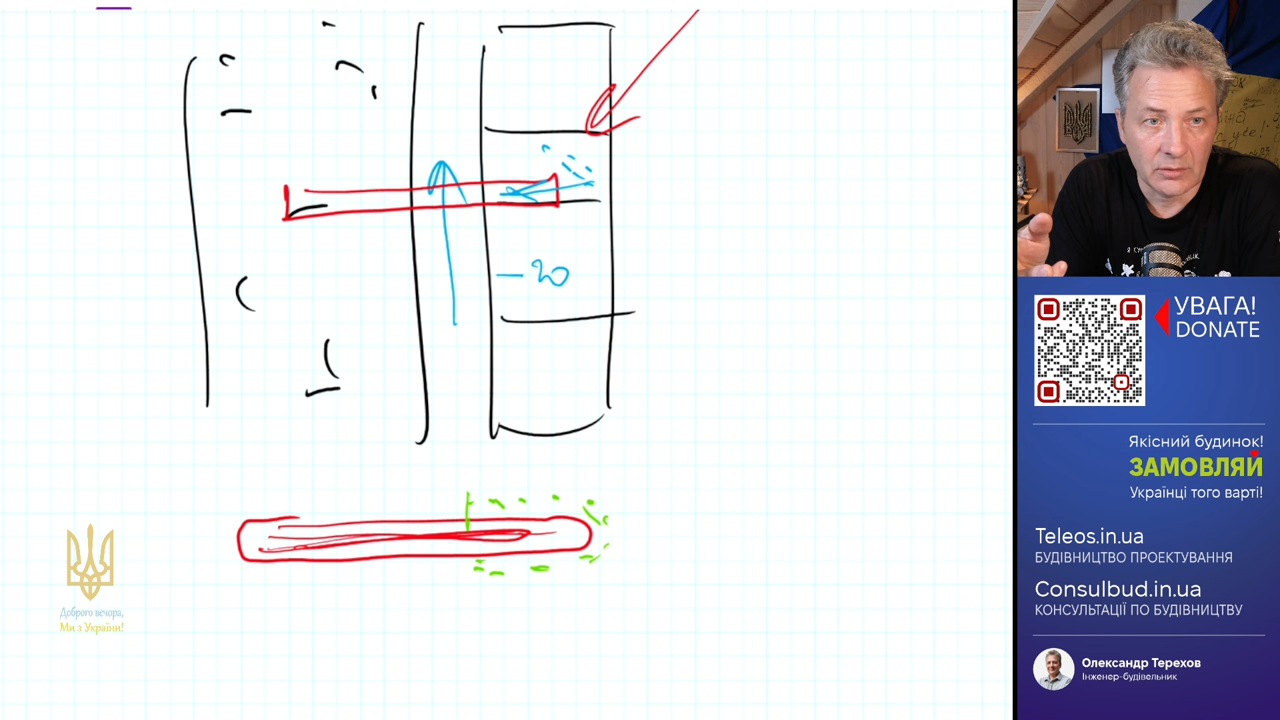 -20
Доброго вечора,
Ми з України!
УВАГА!
DONATE
Якісний будинок!
ЗАМОВЛЯЙ
Українці того варті!
Teleos.in.ua
БУДІВНИЦТВО ПРОЕКТУВАННЯ
Consulbud.in.ua
КОНСУЛЬТАЦІЇ ПО БУДІВНИЦТВУ
Олександр Терехов
Інженер-будівельник